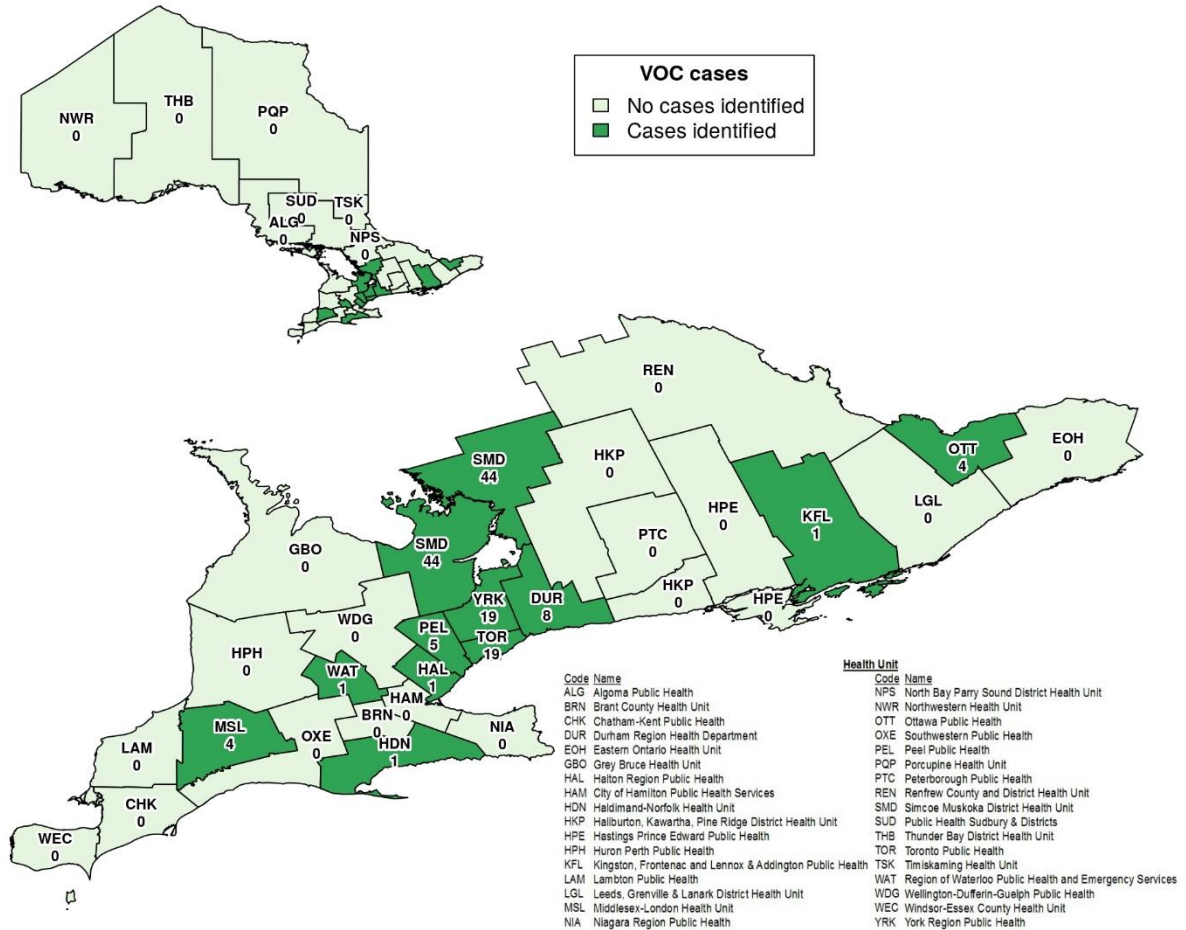 VOC cases
No cases identified
Cases identified
NWR
0
THB
0
PQP
0
SUD
0
TSK
0
ALG
0
NPS
0
REN
0
SMD
44
HKP
0
OTT
4
EOH
0
HPE
0
KFL
1
LGL
0
PTC
0
SMD
44
GBO
0
YRK
19
DUR
8
HKP
0
HPE
0
WDG
0
PEL
5
TOR
19
HPH
0
WAT
1
HAL
1
HAM
0
BRN
0
NIA
0
MSL
4
OXE
0
HDN
1
LAM
0
CHK
0
WEC
0
Health Unit
Code Name
ALG Algoma Public Health
BRN Brant County Health Unit
CHK Chatham-Kent Public Health
DUR Durham Region Health Department
EOH Eastern Ontario Health Unit
GBO Grey Bruce Health Unit
HAL Halton Region Public Health
HAM City of Hamilton Public Health Services
HDN Haldimand-Norfolk Health Unit
HKP Haliburton, Kawartha, Pine Ridge District Health Unit
HPE Hastings Prince Edward Public Health
HPH Huron Perth Public Health
KFL Kingston, Frontenac and Lennox & Addington Public Health
LAM Lambton Public Health
LGL Leeds, Grenville & Lanark District Health Unit
MSL Middlesex-London Health Unit
NIA Niagara Region Public Health
Code Name
NPS North Bay Parry Sound District Health Unit
NWR Northwestern Health Unit
OTT Ottawa Public Health
OXE Southwestern Public Health
PEL Peel Public Health
PQP Porcupine Health Unit
PTC Peterborough Public Health
REN Renfrew County and District Health Unit
SMD Simcoe Muskoka District Health Unit
SUD Public Health Sudbury & Districts
THB Thunder Bay District Health Unit
TOR Toronto Public Health
TSK Timiskaming Health Unit
WAT Region of Waterloo Public Health and Emergency Services
WDG Wellington-Dufferin-Guelph Public Health
WEC Windsor-Essex County Health Unit
YRK York Region Public Health